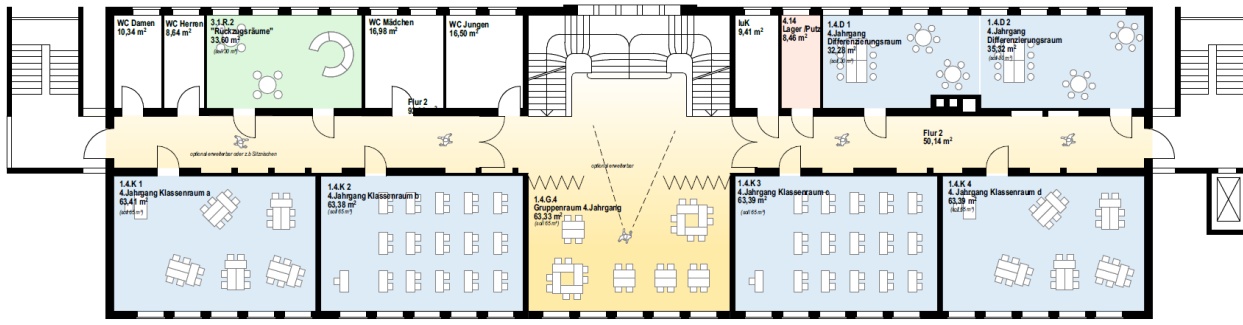 WC Damen
10,34 m²
WC Herren
8,64 m²
3.1.R.2
"Rückzugsräume"
33,60 m²
WC Mädchen
16,98 m²
WC Jungen
16,50 m²
IuK
9,41 m²
4.14
Lager /Putz
8,46 m²
1.4.D 1
4.Jahrgang
Differenzierungsraum
32,28 m²
1.4.D 2
4.Jahrgang
Differenzierungsraum
35,32 m²
Flur 2
optional erweiterbar oder z.b Sitznischen
optional erweiterbar
Flur 2
50,14 m²
1.4.K 1
4.Jahrgang Klassenraum a
63,41 m²
(soll 65 m²)
1.4.K 2
4.Jahrgang Klassenraum b
63,38 m²
(soll 65 m²)
1.4.G.4
Gruppenraum 4.Jahrgang
63,33 m²
(soll 65 m²)
1.4.K 3
4.Jahrgang Klassenraum c
63,39 m²
(soll 65 m²)
1.4.K 4
4. Jahrgang Klassenraum d
63,39 m²
(soll 65 m²)